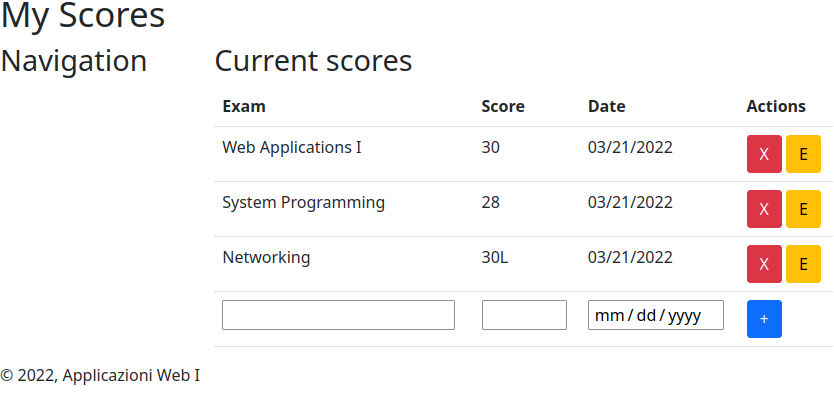 My Scores
Navigation
Current scores
Exam Score Date Actions
Web Applications I 30 03/21/2022 X E
System Programming 28 03/21/2022 X E
Networking 30L 03/21/2022 X E
mm/dd/yyyy +
© 2022, Applicazioni Web I